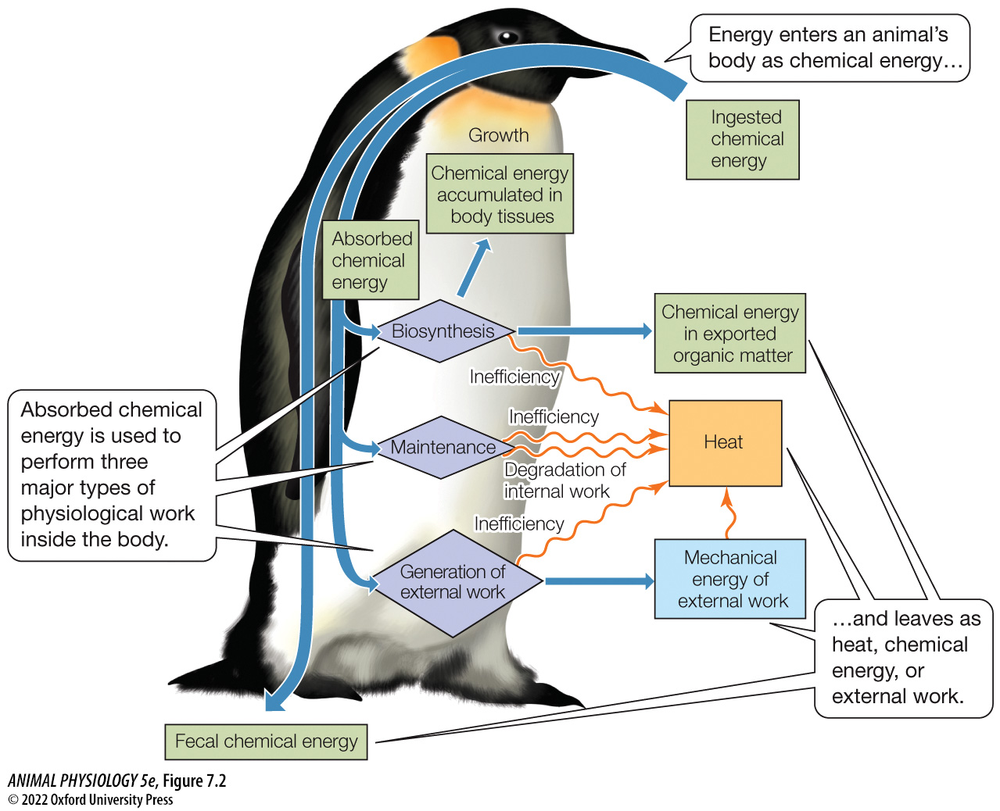 Energy enters an animal's
body as chemical energy…
Ingested
chemical
energy
Growth
Chemical energy
accumulated in
body tissues
Absorbed
chemical
energy
Biosynthesis
Chemical energy
in exported
organic matter
Inefficiency
Absorbed chemical
energy is used to
perform three
major types of
physiological work
inside the body.
Inefficiency
Maintenance
Heat
Degradation of
internal work
Inefficiency
Generation of
external work
Mechanical
energy of
external work
…and leaves as
heat, chemical
energy, or
external work.
Fecal chemical energy
ANIMAL PHYSIOLOGY 5e, Figure 7.2
© 2022 Oxford University Press